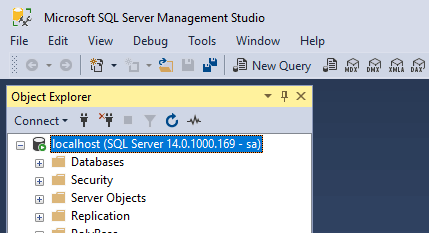 Microsoft SQL Server Management Studio
File Edit View Debug Tools Window Help
New Query MDX DMX XMLA DAX
Object Explorer
Connect
localhost (SQL Server 14.0.1000.169 - sa)
Databases
Security
Server Objects
Replication
PolyBase